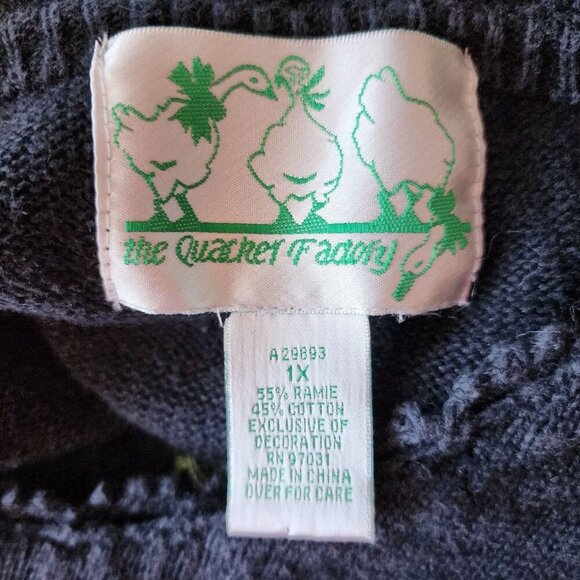 the Quacker Factory
A29893
1X
55% RAMIE
45% COTTON
EXCLUSIVE OF
DECORATION
RN 97031
MADE IN CHINA
OVER FOR CARE